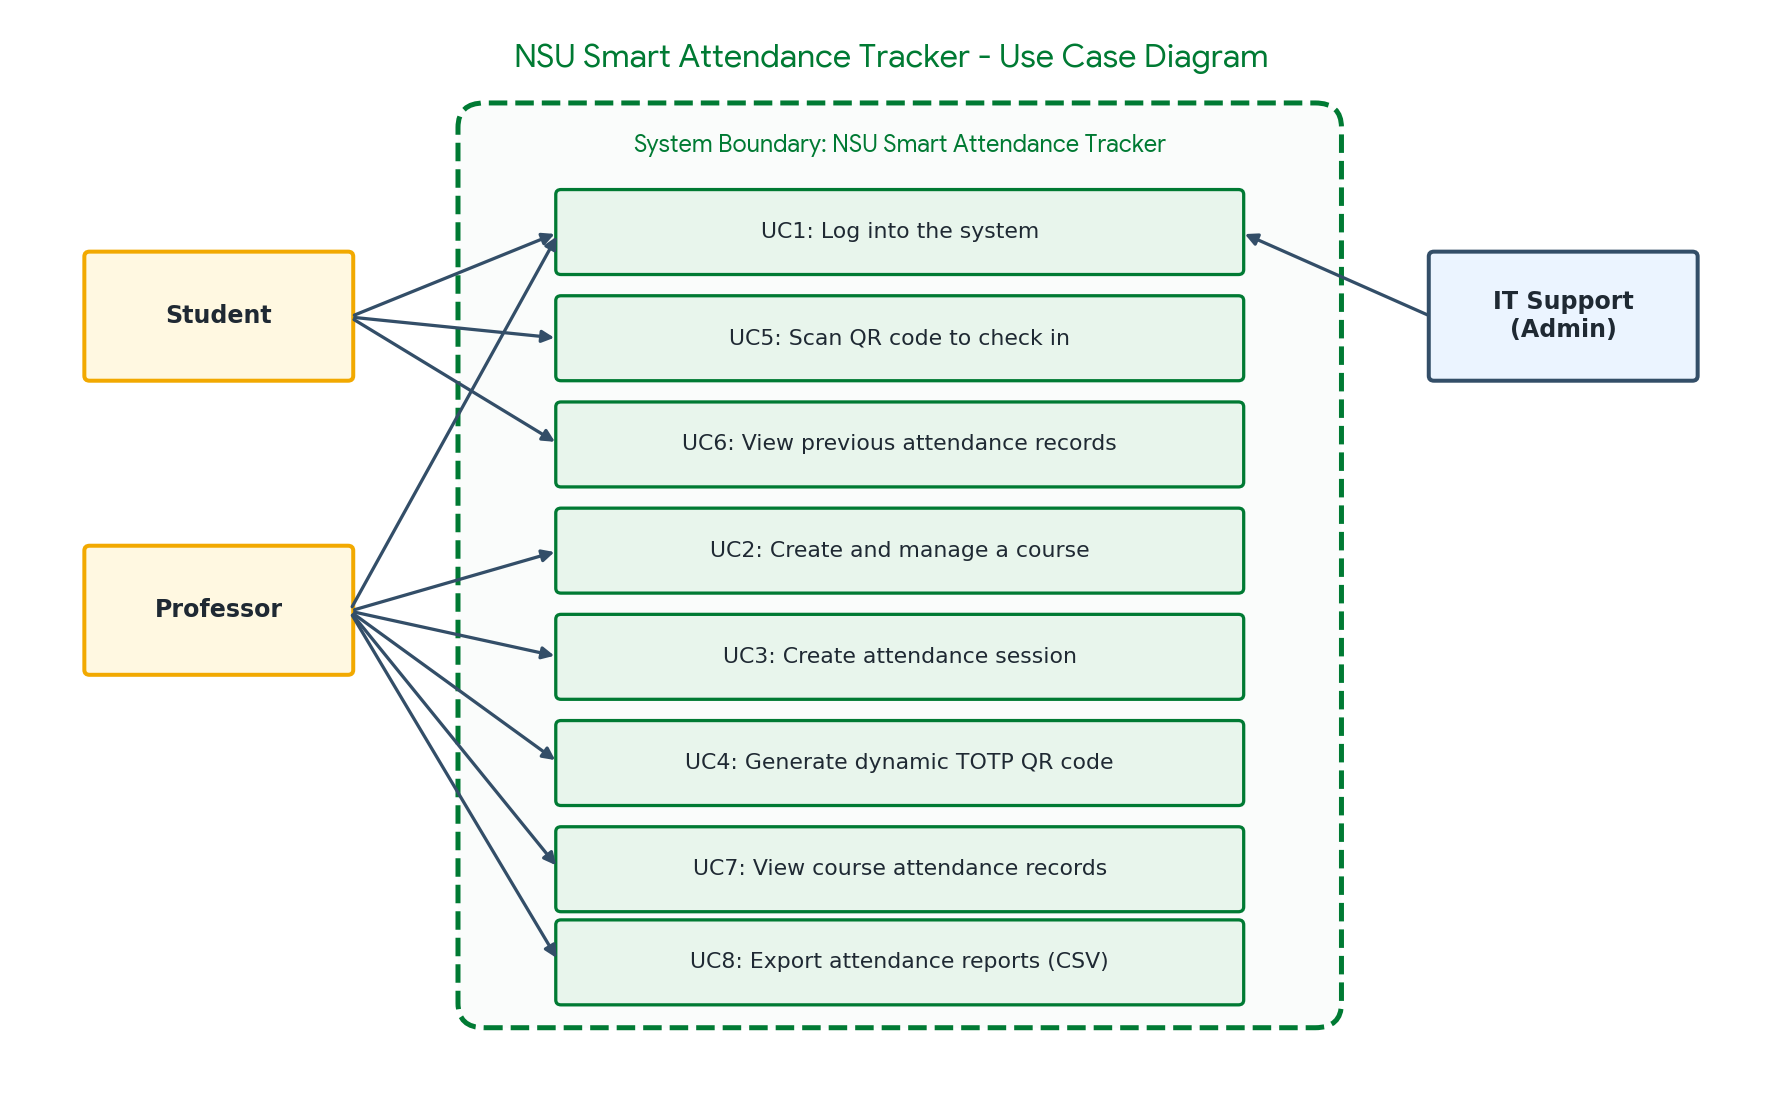 NSU Smart Attendance Tracker - Use Case Diagram
System Boundary: NSU Smart Attendance Tracker
UC1: Log into the system
Student
IT Support
(Admin)
UC5: Scan QR code to check in
UC6: View previous attendance records
UC2: Create and manage a course
Professor
UC3: Create attendance session
UC4: Generate dynamic TOTP QR code
UC7: View course attendance records
UC8: Export attendance reports (CSV)